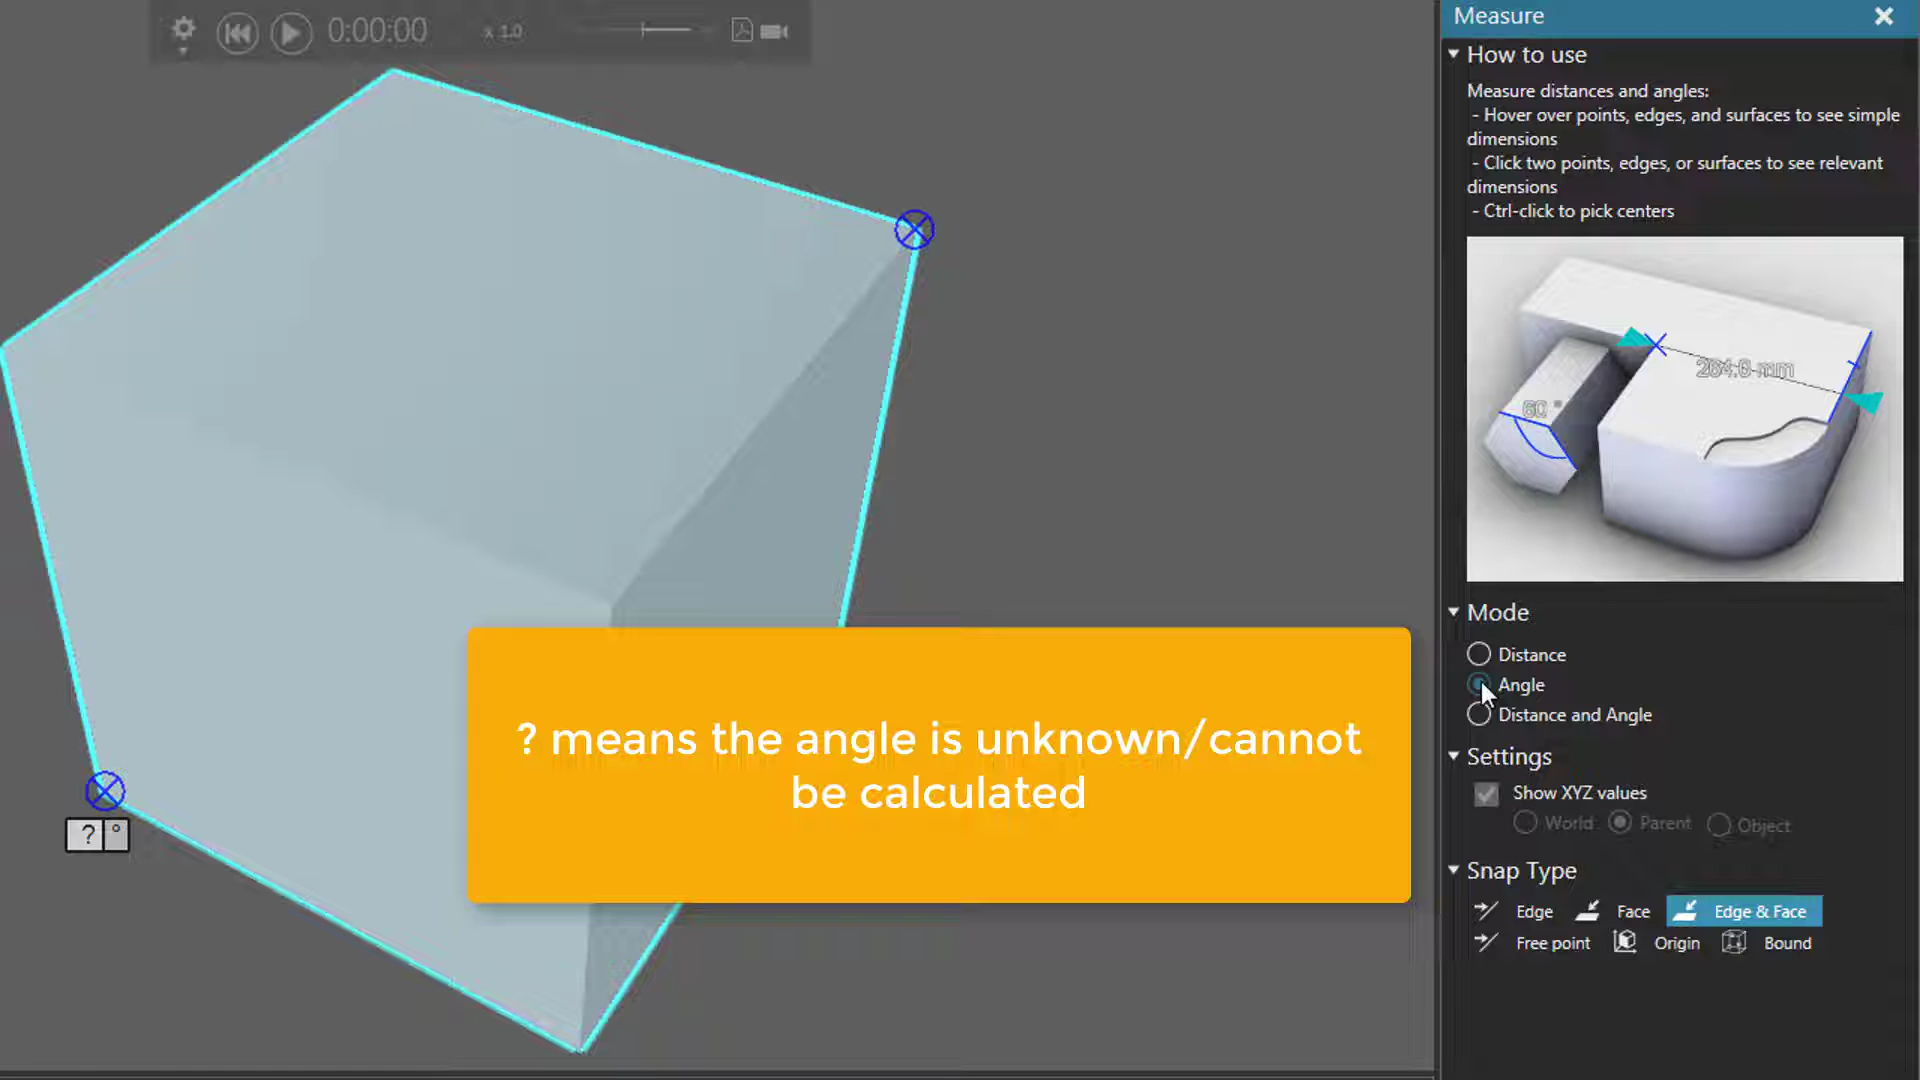 0:00:00
x 1.0
Measure
How to use
Measure distances and angles:
- Hover over points, edges, and surfaces to see simple
dimensions
- Click two points, edges, or surfaces to see relevant
dimensions
- Ctrl-click to pick centers
60 °
Mode
Distance
Angle
Distance and Angle
Settings
Show XYZ values
World Parent Object
Snap Type
Edge Face Edge & Face
Free point Origin Bound
? °
? means the angle is unknown/cannot
be calculated